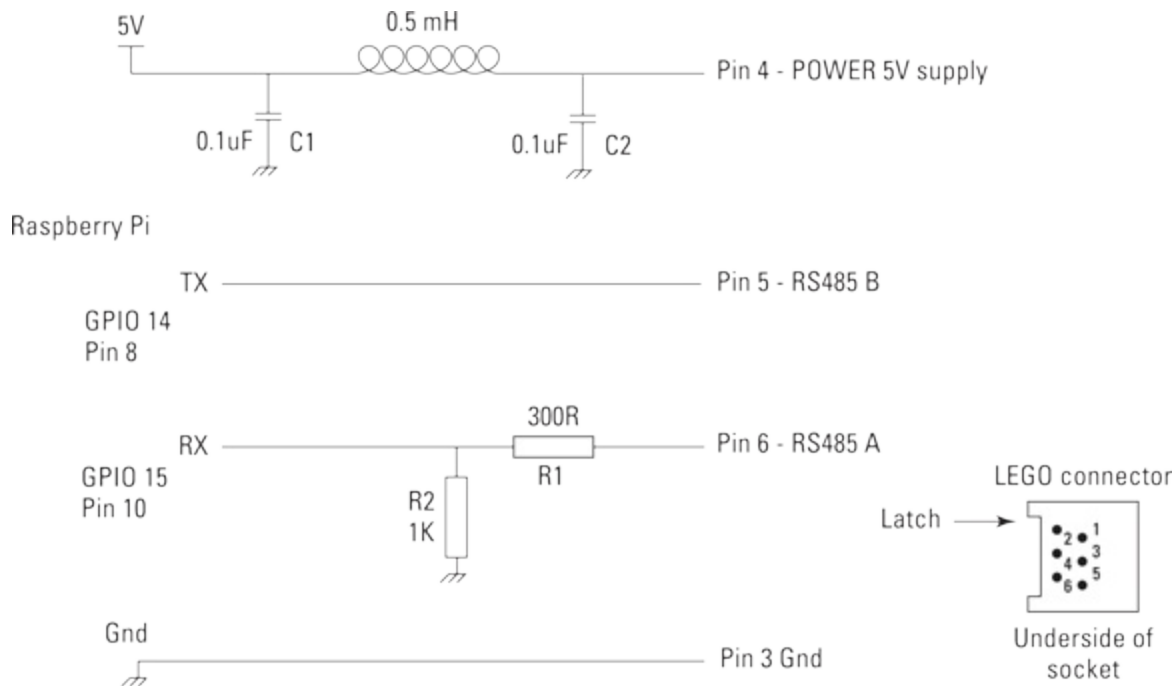 5V
0.5 mH
Pin 4 - POWER 5V supply
0.1uF C1
0.1uF C2
Raspberry Pi
TX
Pin 5 - RS485 B
GPIO 14
Pin 8
300R
RX
Pin 6 - RS485 A
R1
GPIO 15
Pin 10
R2
1K
LEGO connector
Latch
1
2
3
4
5
6
Underside of
socket
Gnd
Pin 3 Gnd